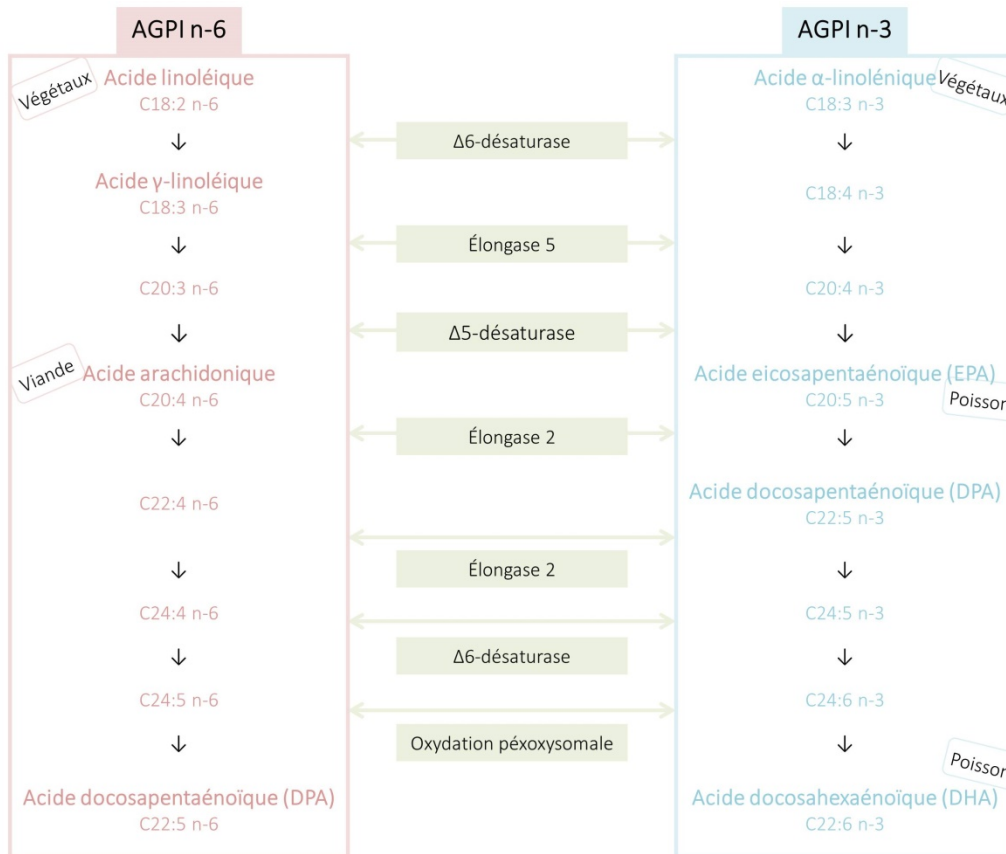 AGPI n-6
Végétaux
Acide linoléique
C18:2 n-6
↓
Acide γ-linoléique
C18:3 n-6
↓
C20:3 n-6
↓
Viande
Acide arachidonique
C20:4 n-6
↓
C22:4 n-6
↓
C24:4 n-6
↓
C24:5 n-6
↓
Acide docosapentaénoïque (DPA)
C22:5 n-6
Δ6-désaturase
Élongase 5
Δ5-désaturase
Élongase 2
Élongase 2
Δ6-désaturase
Oxydation péxoxysomale
AGPI n-3
Acide α-linolénique
Végétaux
C18:3 n-3
↓
C18:4 n-3
↓
C20:4 n-3
↓
Acide eicosapentaénoïque (EPA)
C20:5 n-3
Poisson
↓
Acide docosapentaénoïque (DPA)
C22:5 n-3
↓
C24:5 n-3
↓
C24:6 n-3
↓
Poisson
Acide docosahexaénoïque (DHA)
C22:6 n-3